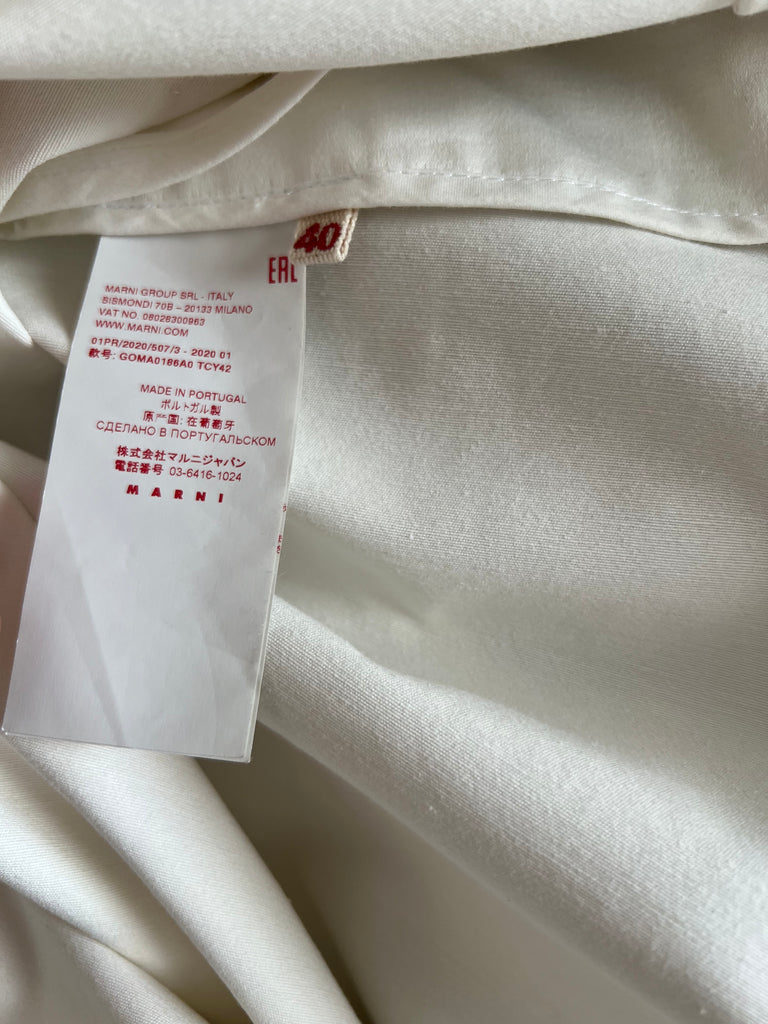 40
EAC
MARNI GROUP SRL - ITALY
SISMONDI 70B – 20133 MILANO
VAT NO 08028300963
WWW.MARNI.COM
01PR/2020/507/3 - 2020 01
款号: GOMA0186A0 TCY42
MADE IN PORTUGAL
ポルトガル製
原产国: 在葡萄牙
СДЕЛАНО В ПОРТУГАЛЬСКОМ
株式会社マルニジャパン
電話番号 03-6416-1024
MARNI